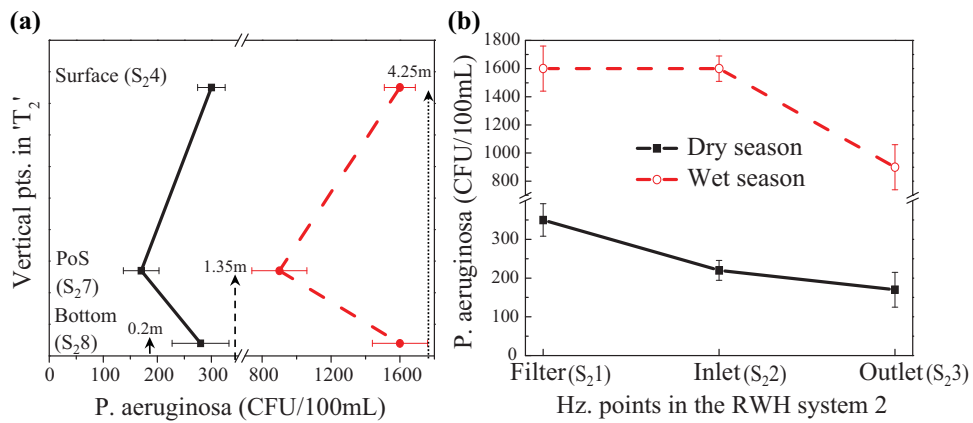 (a)
Surface (S₂4)
4.25m
Vertical pts. in 'T₂'
PoS
(S₂7)
1.35m
Bottom
(S₂8)
0.2m
0 100 200 300 800 1200 1600
P. aeruginosa (CFU/100mL)
(b)
1800
1600
1400
1200
1000
800
300
200
100
0
P. aeruginosa (CFU/100mL)
Dry season
Wet season
Filter(S₂1) Inlet(S₂2) Outlet(S₂3)
Hz. points in the RWH system 2